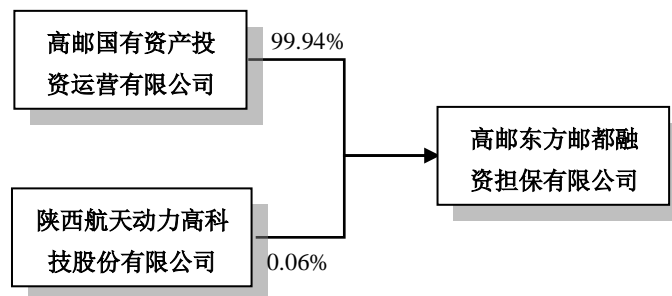 高邮国有资产投
资运营有限公司
99.94%
高邮东方邮都融
资担保有限公司
陕西航天动力高科
技股份有限公司
0.06%